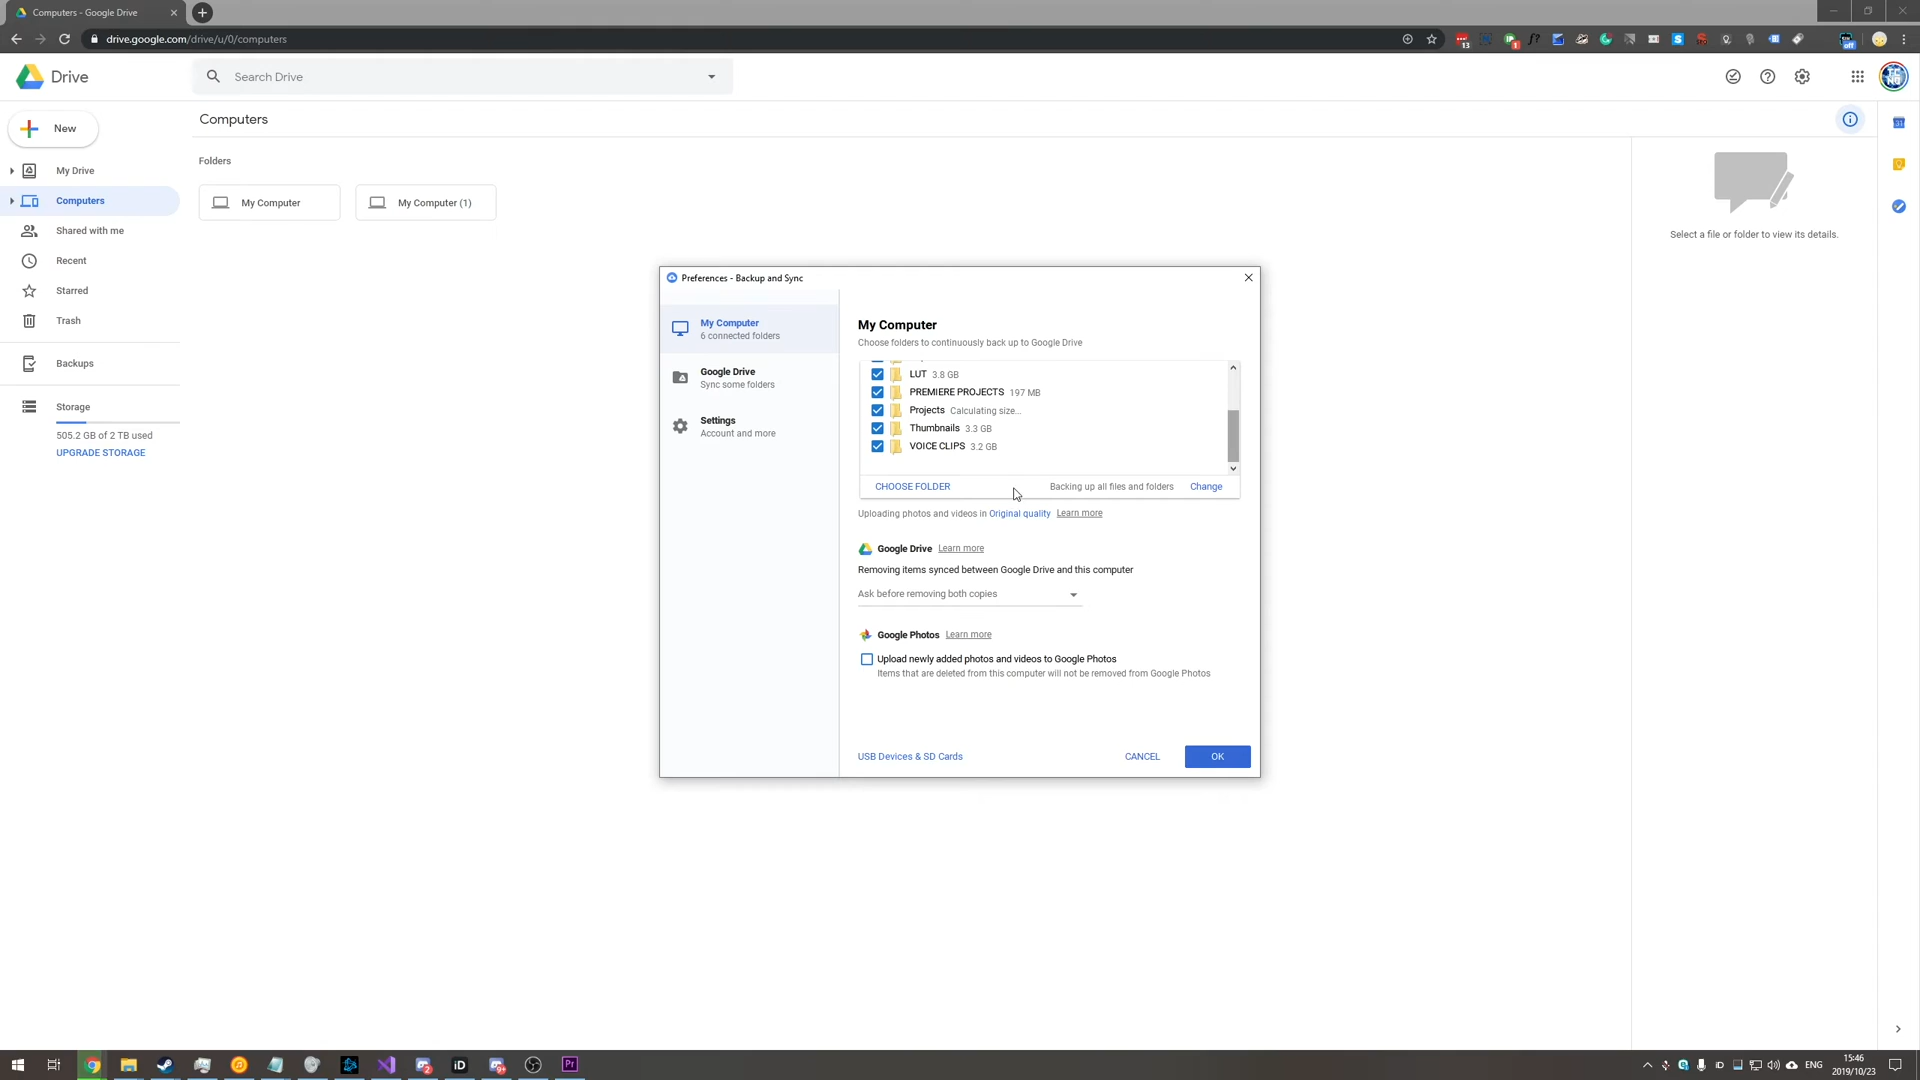 Computers - Google Drive
drive.google.com/drive/u/0/computers
Drive
Search Drive
New
Computers
My Drive
Computers
Shared with me
Recent
Starred
Trash
Backups
Storage
505.2 GB of 2 TB used
UPGRADE STORAGE
Folders
My Computer
My Computer (1)
Select a file or folder to view its details.
Preferences - Backup and Sync
My Computer
6 connected folders
Google Drive
Sync some folders
Settings
Account and more
My Computer
Choose folders to continuously back up to Google Drive
LUT 3.8 GB
PREMIERE PROJECTS 197 MB
Projects Calculating size...
Thumbnails 3.3 GB
VOICE CLIPS 3.2 GB
CHOOSE FOLDER Backing up all files and folders Change
Uploading photos and videos in Original quality Learn more
Google Drive Learn more
Removing items synced between Google Drive and this computer
Ask before removing both copies
Google Photos Learn more
Upload newly added photos and videos to Google Photos
Items that are deleted from this computer will not be removed from Google Photos
USB Devices & SD Cards CANCEL OK
Pr
ENG
15:46
2019/10/23